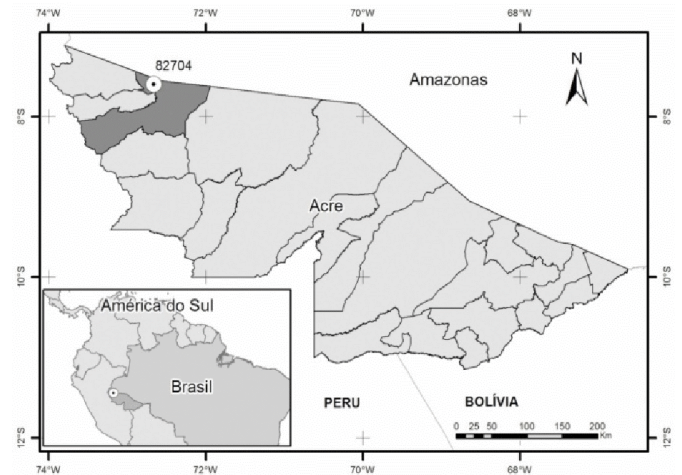 74°W 72°W 70°W 68°W
82704
Amazonas
N
8°S 8°S
Acre
10°S 10°S
América do Sul
Brasil
PERU BOLÍVIA
0 25 50 100 150 200
Km
12°S 12°S
74°W 72°W 70°W 68°W